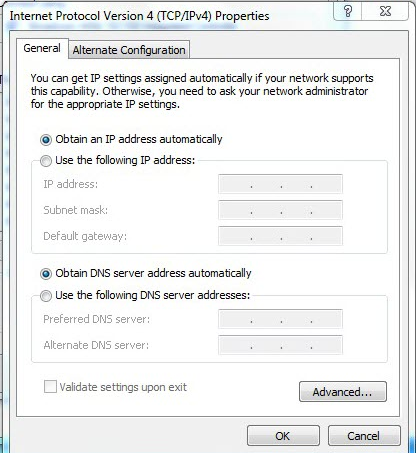 Internet Protocol Version 4 (TCP/IPv4) Properties
General
Alternate Configuration
You can get IP settings assigned automatically if your network supports
this capability. Otherwise, you need to ask your network administrator
for the appropriate IP settings.
Obtain an IP address automatically
Use the following IP address:
IP address:
Subnet mask:
Default gateway:
Obtain DNS server address automatically
Use the following DNS server addresses:
Preferred DNS server:
Alternate DNS server:
Validate settings upon exit
Advanced...
OK
Cancel